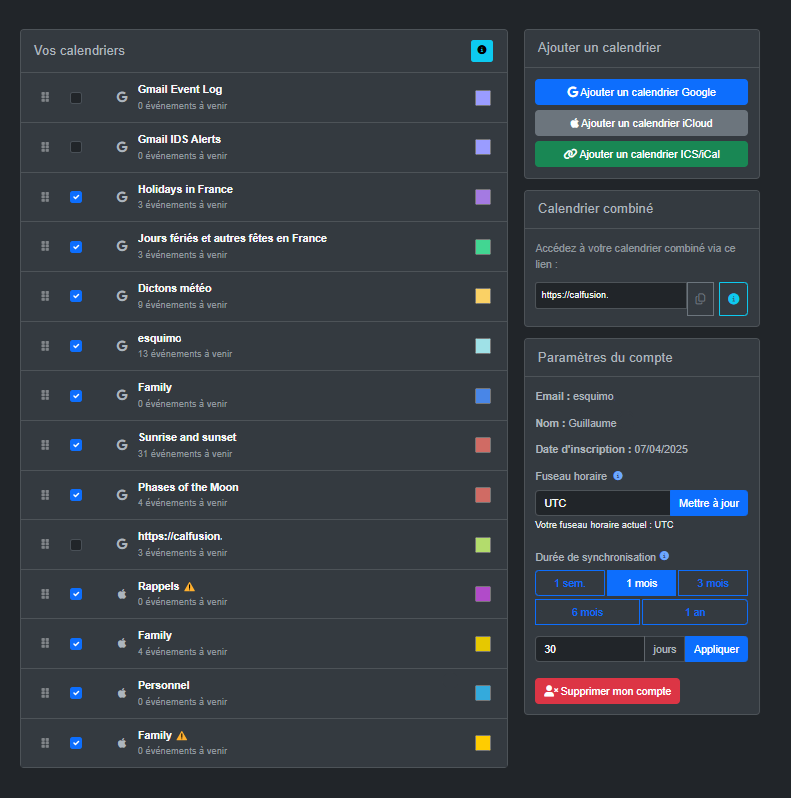 Vos calendriers
Gmail Event Log
0 événements à venir
Gmail IDS Alerts
0 événements à venir
Holidays in France
3 événements à venir
Jours fériés et autres fêtes en France
3 événements à venir
Dictons météo
9 événements à venir
esquimo
13 événements à venir
Family
0 événements à venir
Sunrise and sunset
31 événements à venir
Phases of the Moon
4 événements à venir
https://calfusion.
3 événements à venir
Rappels
0 événements à venir
Family
4 événements à venir
Personnel
0 événements à venir
Family
0 événements à venir
Ajouter un calendrier
Ajouter un calendrier Google
Ajouter un calendrier iCloud
Ajouter un calendrier ICS/iCal
Calendrier combiné
Accédez à votre calendrier combiné via ce
lien :
https://calfusion.
Paramètres du compte
Email : esquimo
Nom : Guillaume
Date d'inscription : 07/04/2025
Fuseau horaire
UTC Mettre à jour
Votre fuseau horaire actuel : UTC
Durée de synchronisation
1 sem. 1 mois 3 mois
6 mois 1 an
30 jours Appliquer
Supprimer mon compte